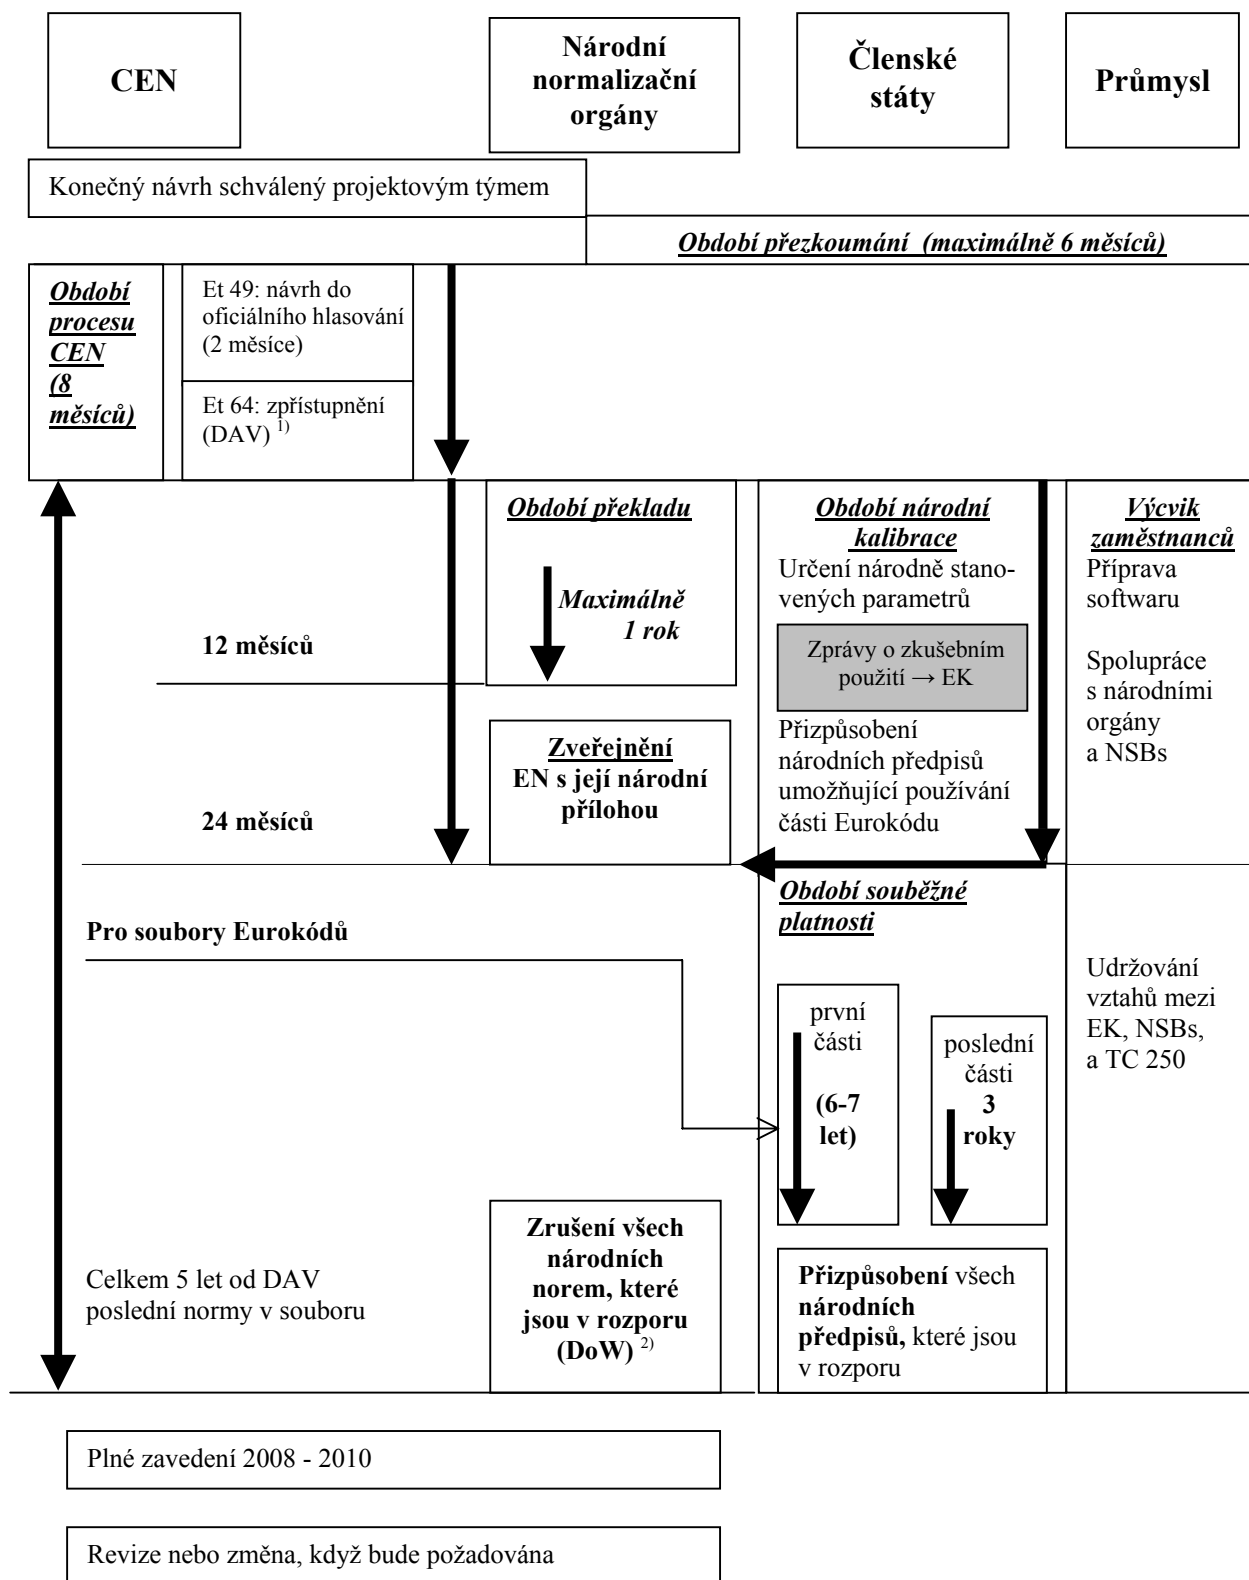 CEN
Národní
normalizační
orgány
Členské
státy
Průmysl
Konečný návrh schválený projektovým týmem
Období přezkoumání (maximálně 6 měsíců)
Období
procesu
CEN
(8
měsíců)
Et 49: návrh do
oficiálního hlasování
(2 měsíce)
Et 64: zpřístupnění
(DAV) 1)
Období překladu
Maximálně
1 rok
12 měsíců
Zveřejnění
EN s její národní
přílohou
24 měsíců
Období národní
kalibrace
Určení národně stano-
vených parametrů
Zprávy o zkušebním
použití → EK
Přizpůsobení
národních předpisů
umožňující používání
části Eurokódu
Výcvik
zaměstnanců
Příprava
softwaru
Spolupráce
s národními
orgány
a NSBs
Období souběžné
platnosti
Pro soubory Eurokódů
první
části
(6-7
let)
poslední
části
3
roky
Udržování
vztahů mezi
EK, NSBs,
a TC 250
Celkem 5 let od DAV
poslední normy v souboru
Zrušení všech
národních
norem, které
jsou v rozporu
(DoW) 2)
Přizpůsobení všech
národních
předpisů, které jsou
v rozporu
Plné zavedení 2008 - 2010
Revize nebo změna, když bude požadována